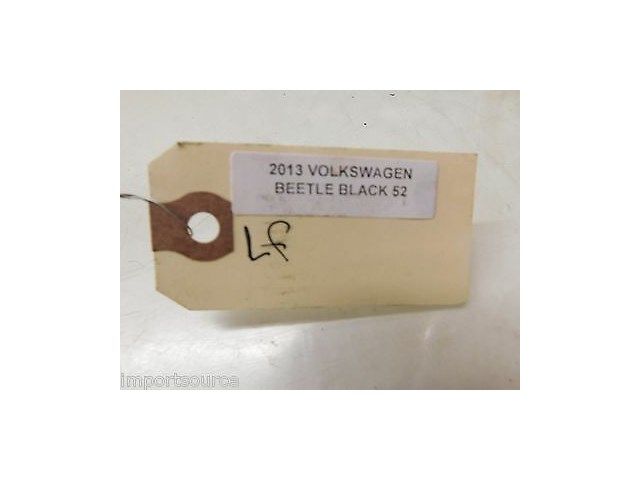 2013 VOLKSWAGEN
BEETLE BLACK 52
LF
importsource